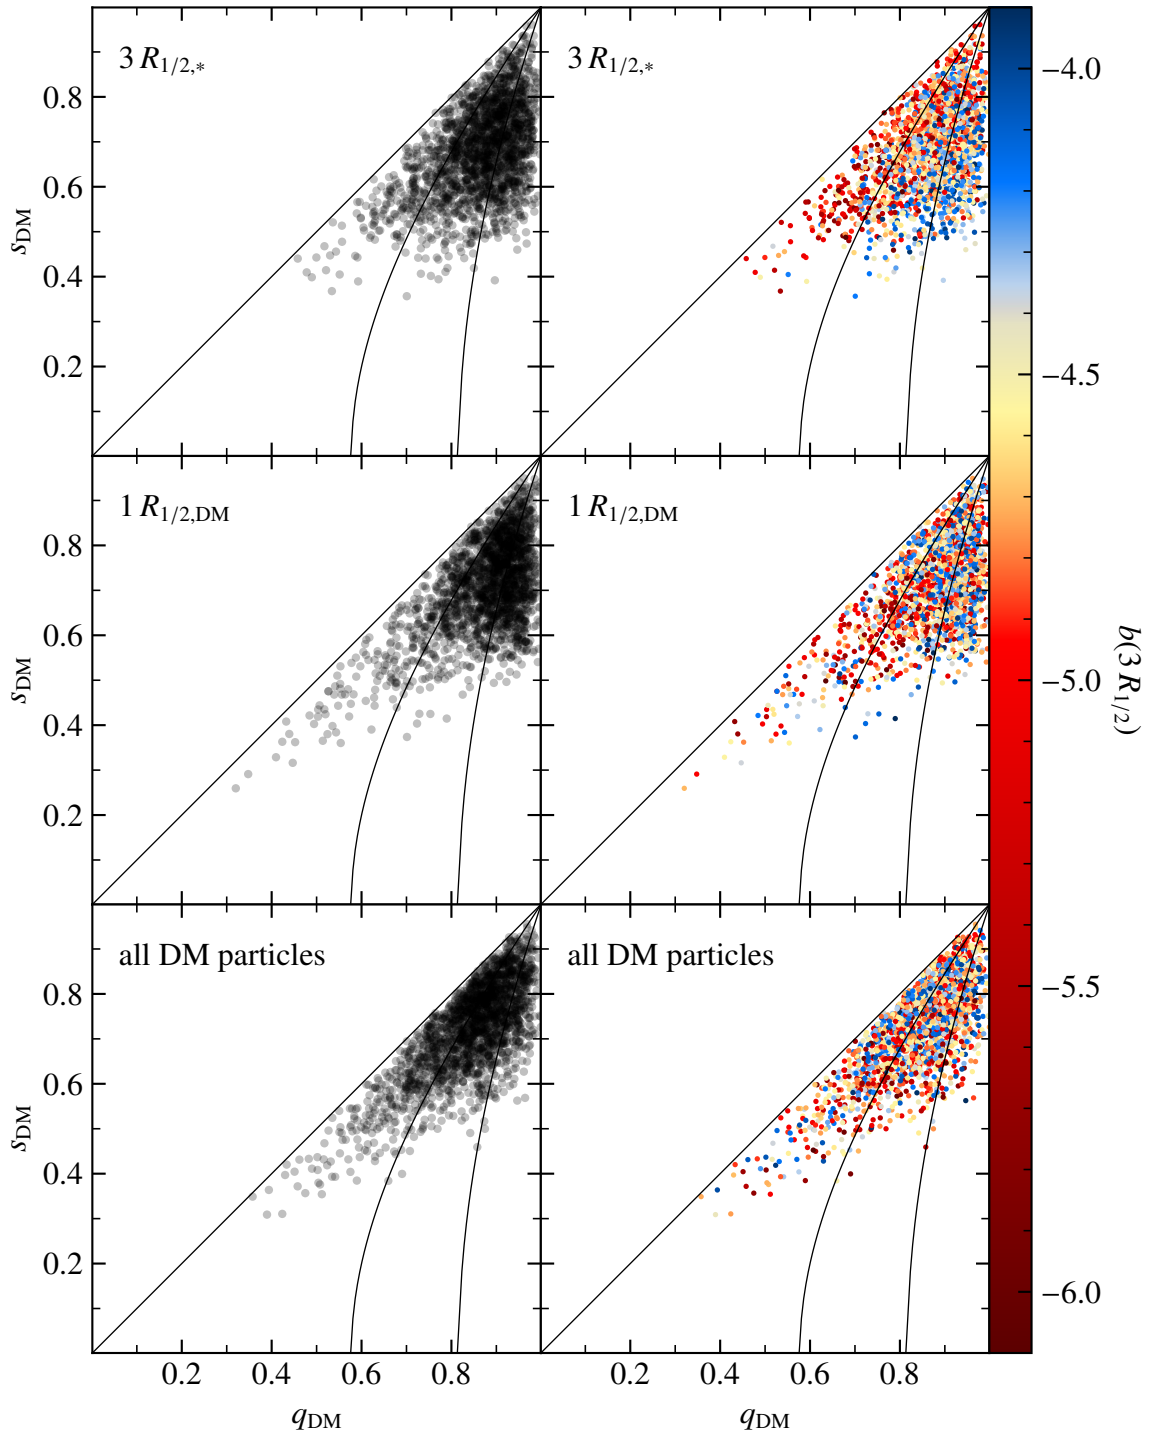 3 R1/2,*
3 R1/2,*
−4.0
0.8
0.6
sDM
0.4
−4.5
0.2
1 R1/2,DM
1 R1/2,DM
0.8
0.6
b(3 R1/2)
sDM
−5.0
0.4
0.2
all DM particles
all DM particles
−5.5
0.8
0.6
sDM
0.4
0.2
−6.0
0.2 0.4 0.6 0.8 0.2 0.4 0.6 0.8
qDM qDM